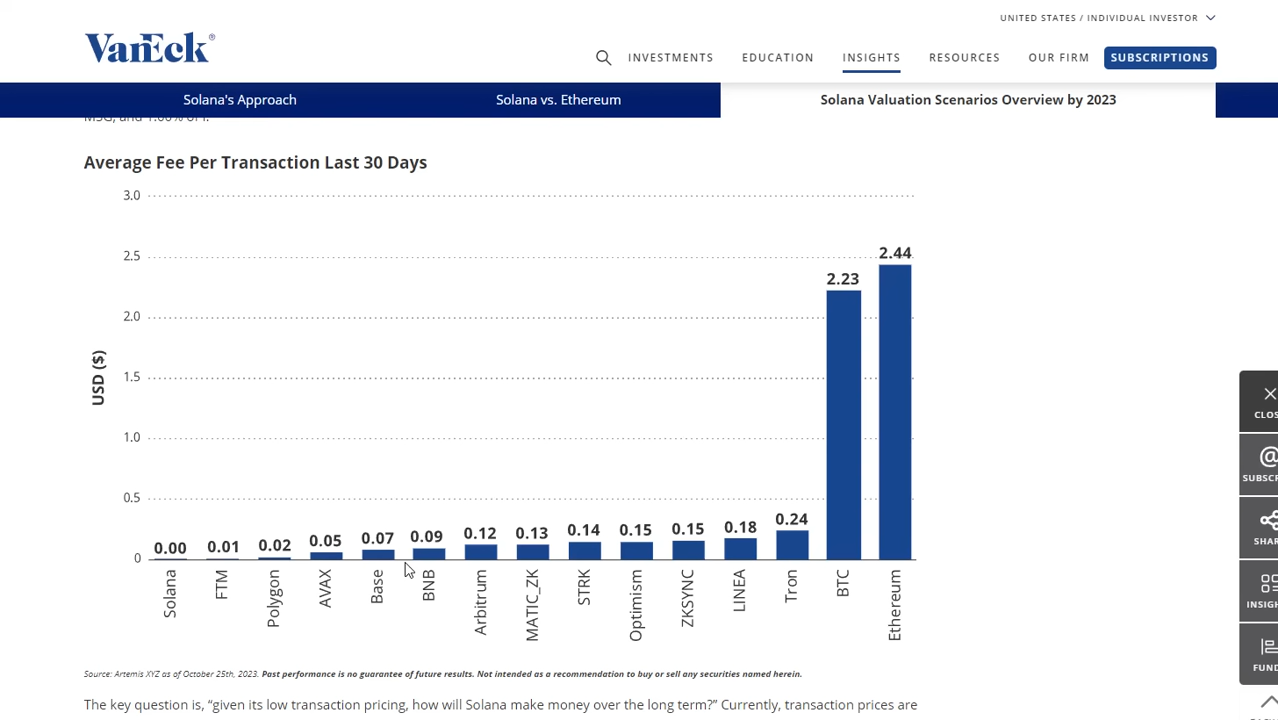 UNITED STATES / INDIVIDUAL INVESTOR
VanEck®
INVESTMENTS EDUCATION INSIGHTS RESOURCES OUR FIRM SUBSCRIPTIONS
Solana's Approach Solana vs. Ethereum Solana Valuation Scenarios Overview by 2023
Average Fee Per Transaction Last 30 Days
3.0
2.5
2.0
1.5
1.0
0.5
0
USD ($)
0.00 0.01 0.02 0.05 0.07 0.09 0.12 0.13 0.14 0.15 0.15 0.18 0.24 2.23 2.44
Solana FTM Polygon AVAX Base BNB Arbitrum MATIC_ZK STRK Optimism ZKSYNC LINEA Tron BTC Ethereum
CLOS
@
SUBSCR
SHAR
INSIGH
FUND
Source: Artemis XYZ as of October 25th, 2023. Past performance is no guarantee of future results. Not intended as a recommendation to buy or sell any securities named herein.
The key question is, “given its low transaction pricing, how will Solana make money over the long term?” Currently, transaction prices are